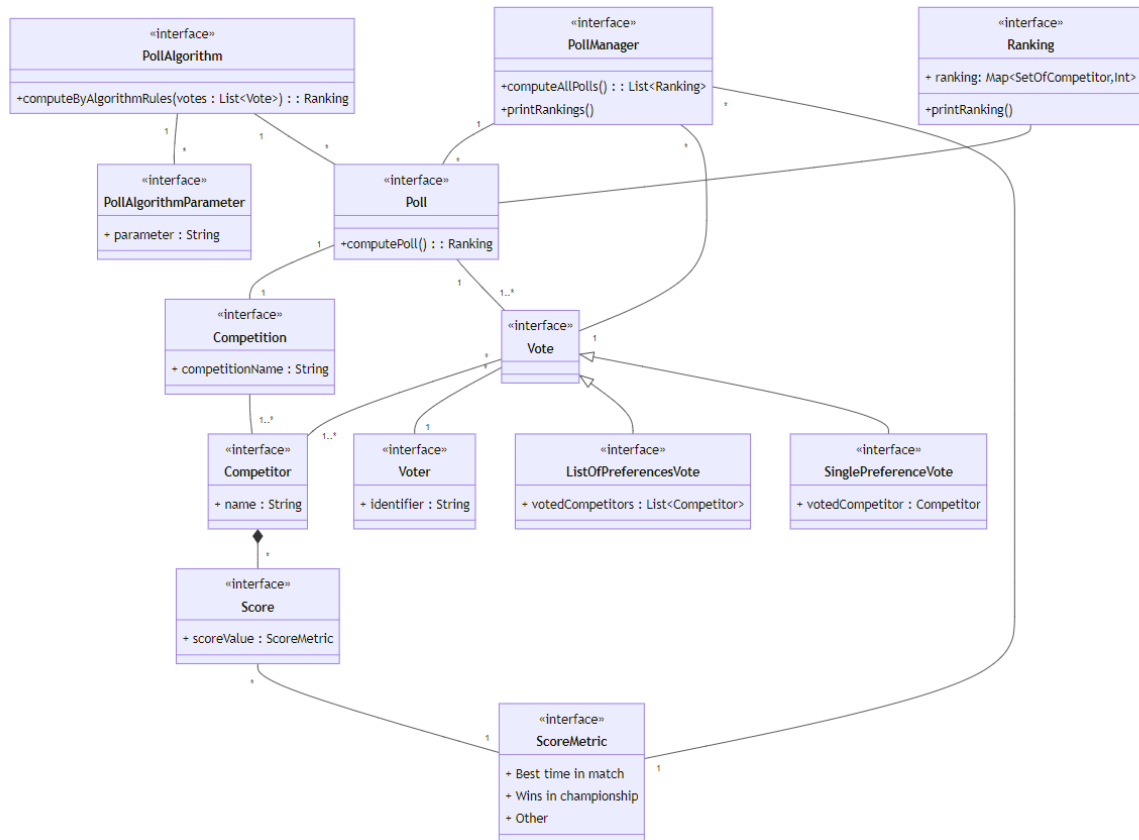 «interface»
PollAlgorithm
+computeByAlgorithmRules(votes : List<Vote>) : : Ranking
«interface»
PollManager
+computeAllPolls() : : List<Ranking>
+printRankings()
«interface»
Ranking
+ ranking: Map<SetOfCompetitor,Int>
+printRanking()
1
*
1
*
1
*
*
*
«interface»
PollAlgorithmParameter
+ parameter : String
«interface»
Poll
+computePoll() : : Ranking
1
1
1
1..*
«interface»
Competition
+ competitionName : String
«interface»
Vote
1
*
*
1..*
1..*
1
«interface»
Competitor
+ name : String
«interface»
Voter
+ identifier : String
«interface»
ListOfPreferencesVote
+ votedCompetitors : List<Competitor>
«interface»
SinglePreferenceVote
+ votedCompetitor : Competitor
*
«interface»
Score
+ scoreValue : ScoreMetric
*
1
1
«interface»
ScoreMetric
+ Best time in match
+ Wins in championship
+ Other